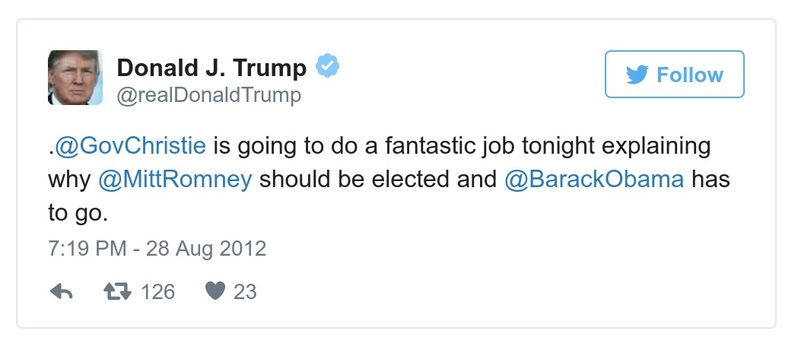 Donald J. Trump
@realDonaldTrump
Follow
.@GovChristie is going to do a fantastic job tonight explaining
why @MittRomney should be elected and @BarackObama has
to go.
7:19 PM - 28 Aug 2012
126 23